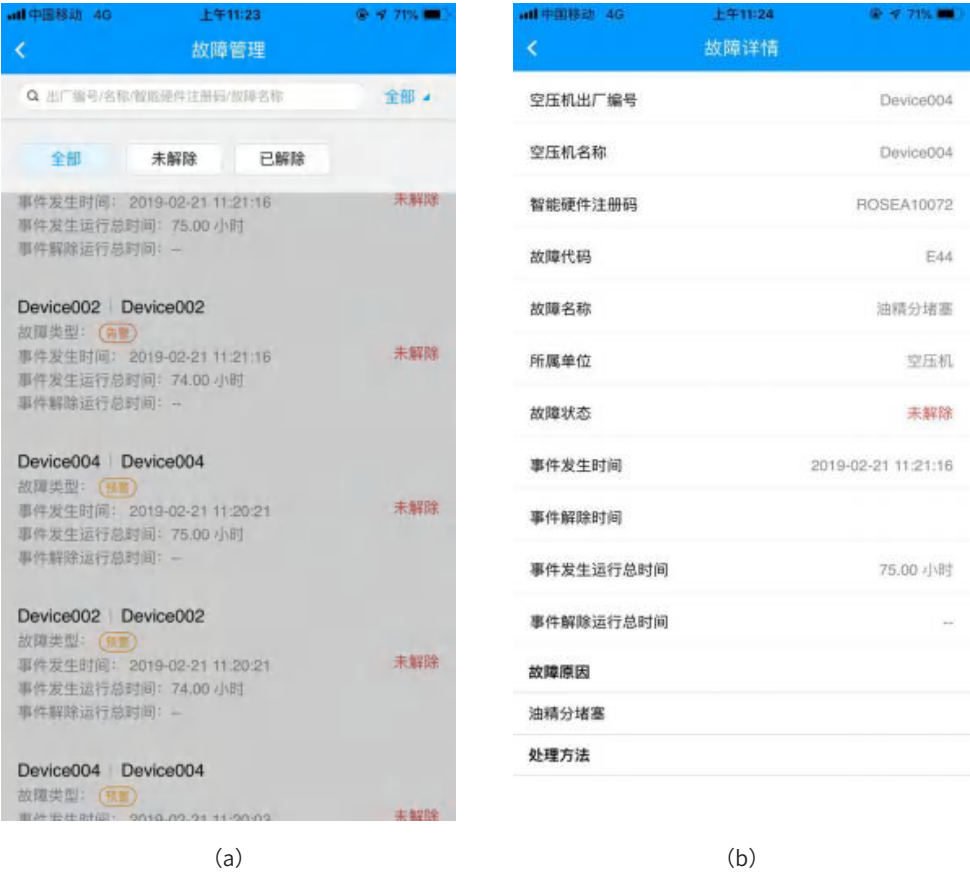 中国移动 4G 上午11:23 71%
故障管理
出厂编号/名称/智能硬件注册码/故障名称 全部
全部 未解除 已解除
事件发生时间: 2019-02-21 11:21:16 未解除
事件发生运行总时间: 75.00 小时
事件解除运行总时间: --
Device002 | Device002
故障类型: 告警
事件发生时间: 2019-02-21 11:21:16 未解除
事件发生运行总时间: 74.00 小时
事件解除运行总时间: --
Device004 | Device004
故障类型: 预警
事件发生时间: 2019-02-21 11:20:21 未解除
事件发生运行总时间: 75.00 小时
事件解除运行总时间: --
Device002 | Device002
故障类型: 预警
事件发生时间: 2019-02-21 11:20:21 未解除
事件发生运行总时间: 74.00 小时
事件解除运行总时间: --
Device004 | Device004
故障类型: 预警
事件发生时间: 2019-02-21 11:20:03 未解除
(a)
中国移动 4G 上午11:24 71%
故障详情
空压机出厂编号 Device004
空压机名称 Device004
智能硬件注册码 ROSEA10072
故障代码 E44
故障名称 油精分堵塞
所属单位 空压机
故障状态 未解除
事件发生时间 2019-02-21 11:21:16
事件解除时间
事件发生运行总时间 75.00 小时
事件解除运行总时间 --
故障原因
油精分堵塞
处理方法
(b)